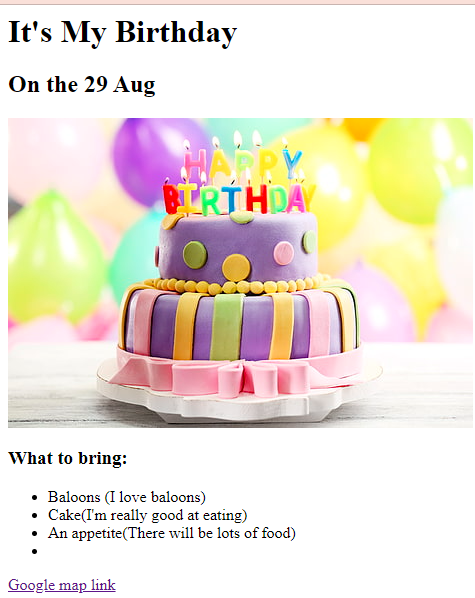 It's My Birthday
On the 29 Aug
HAPPY
BIRTHDAY
What to bring:
Baloons (I love baloons)
Cake(I'm really good at eating)
An appetite(There will be lots of food)
Google map link